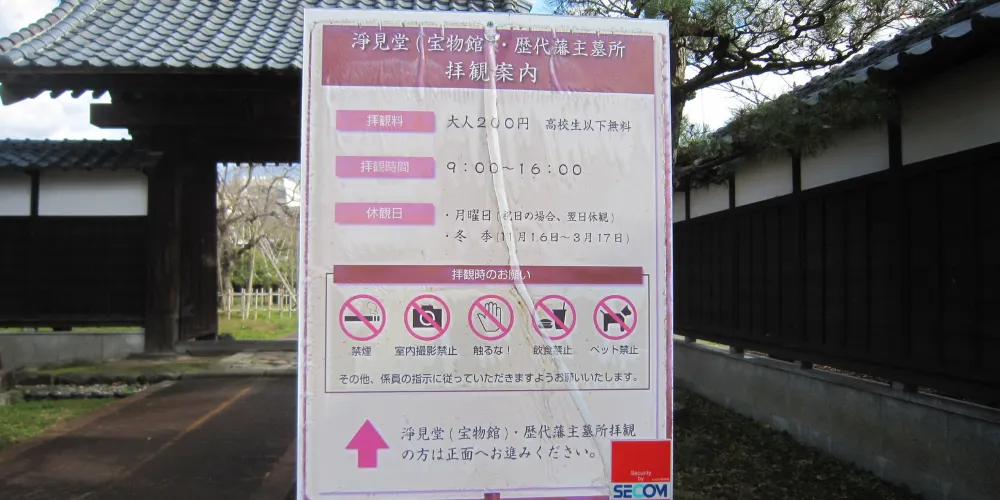 淨見堂(宝物館)・歴代藩主墓所
拝観案内
拝観料 大人200円 高校生以下無料
拝観時間 9:00〜16:00
休観日 ・月曜日(祝日の場合、翌日休観)
・冬 季(11月16日〜3月17日)
拝観時のお願い
禁煙 室内撮影禁止 触るな! 飲食禁止 ペット禁止
その他、係員の指示に従っていただきますようお願いいたします。
淨見堂(宝物館)・歴代藩主墓所拝観
の方は正面へお進みください。
Security
by
SECOM